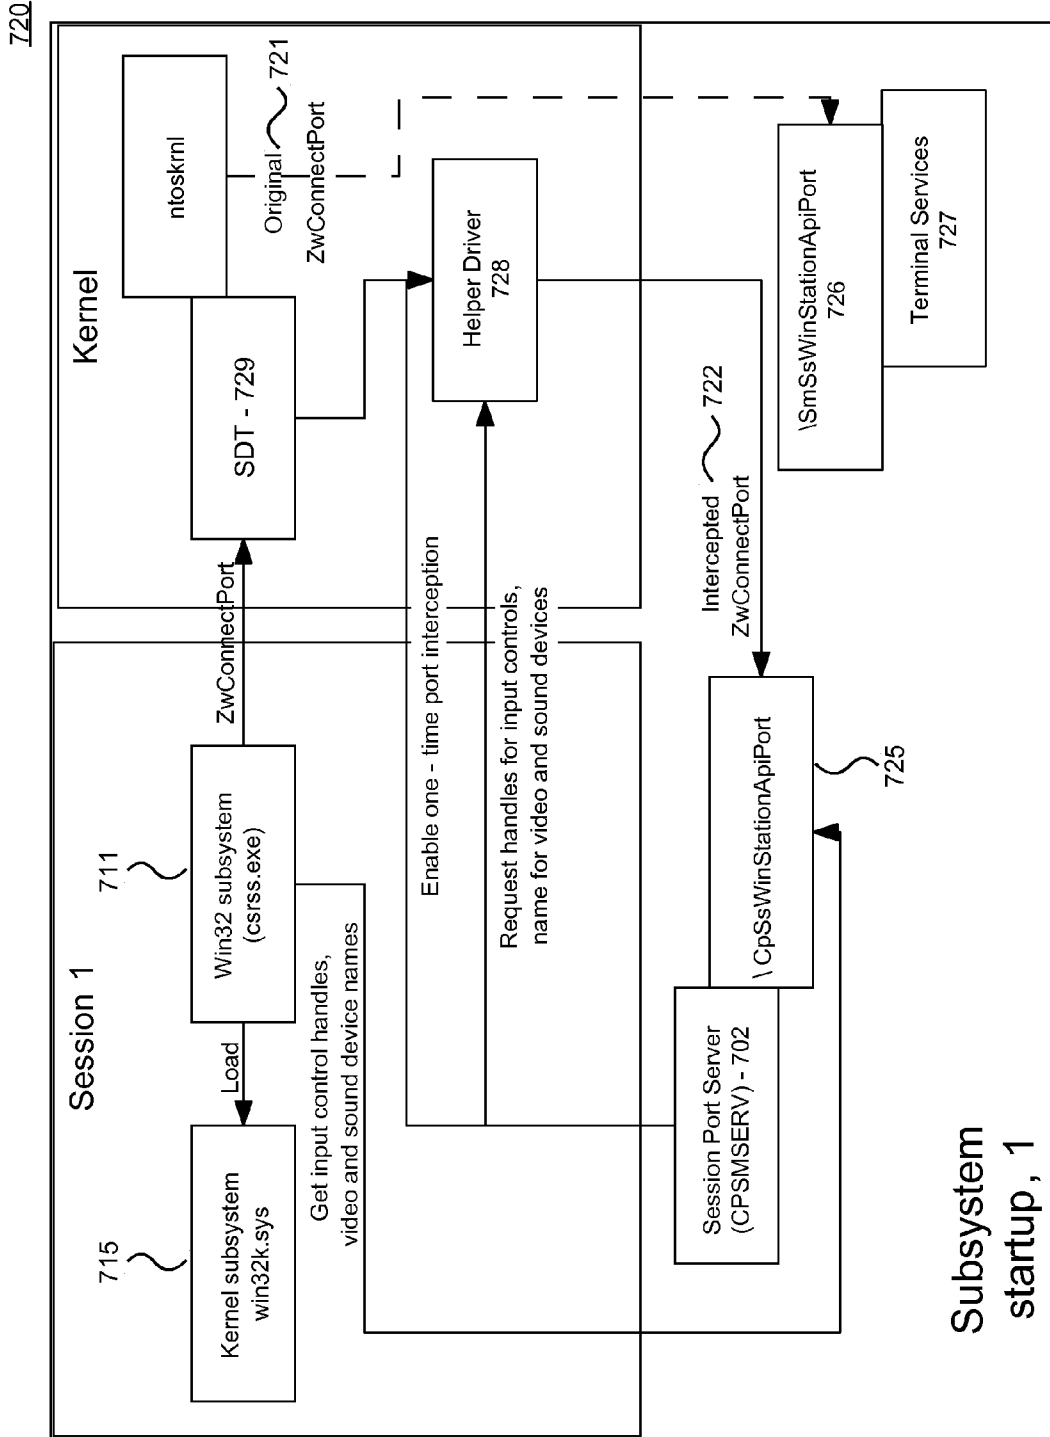 720
Session 1
Kernel
715
711
Kernel subsystem
win32k.sys
Load
Win32 subsystem
(csrss.exe)
ZwConnectPort
SDT - 729
ntoskrnl
Original
721
ZwConnectPort
Get input control handles,
video and sound device names
Enable one - time port interception
Request handles for input controls,
name for video and sound devices
Helper Driver
728
Intercepted
722
ZwConnectPort
Session Port Server
(CPSMSERV) - 702
\ CpSsWinStationApiPort
725
\SmSsWinStationApiPort
726
Terminal Services
727
Subsystem
startup, 1